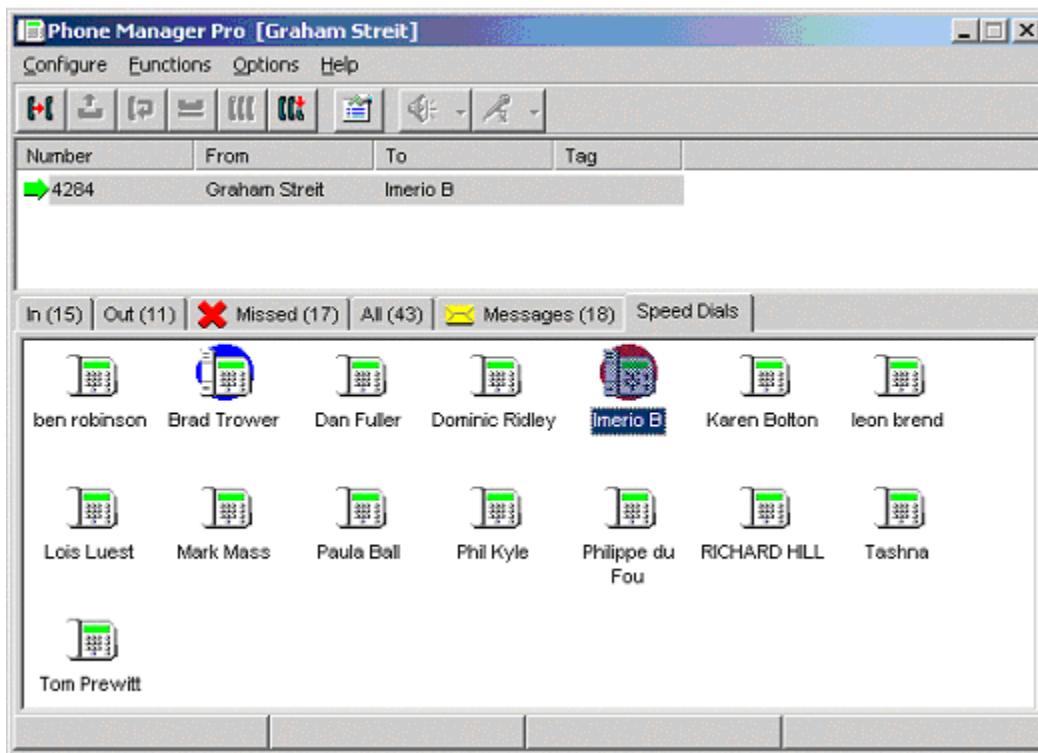 Phone Manager Pro [Graham Streit]
Configure Functions Options Help
Number From To Tag
4284 Graham Streit Imerio B
In (15) Out (11) Missed (17) All (43) Messages (18) Speed Dials
ben robinson Brad Trower Dan Fuller Dominic Ridley Imerio B Karen Bolton leon brend
Lois Luest Mark Mass Paula Ball Phil Kyle Philippe du Fou RICHARD HILL Tashna
Tom Prewitt